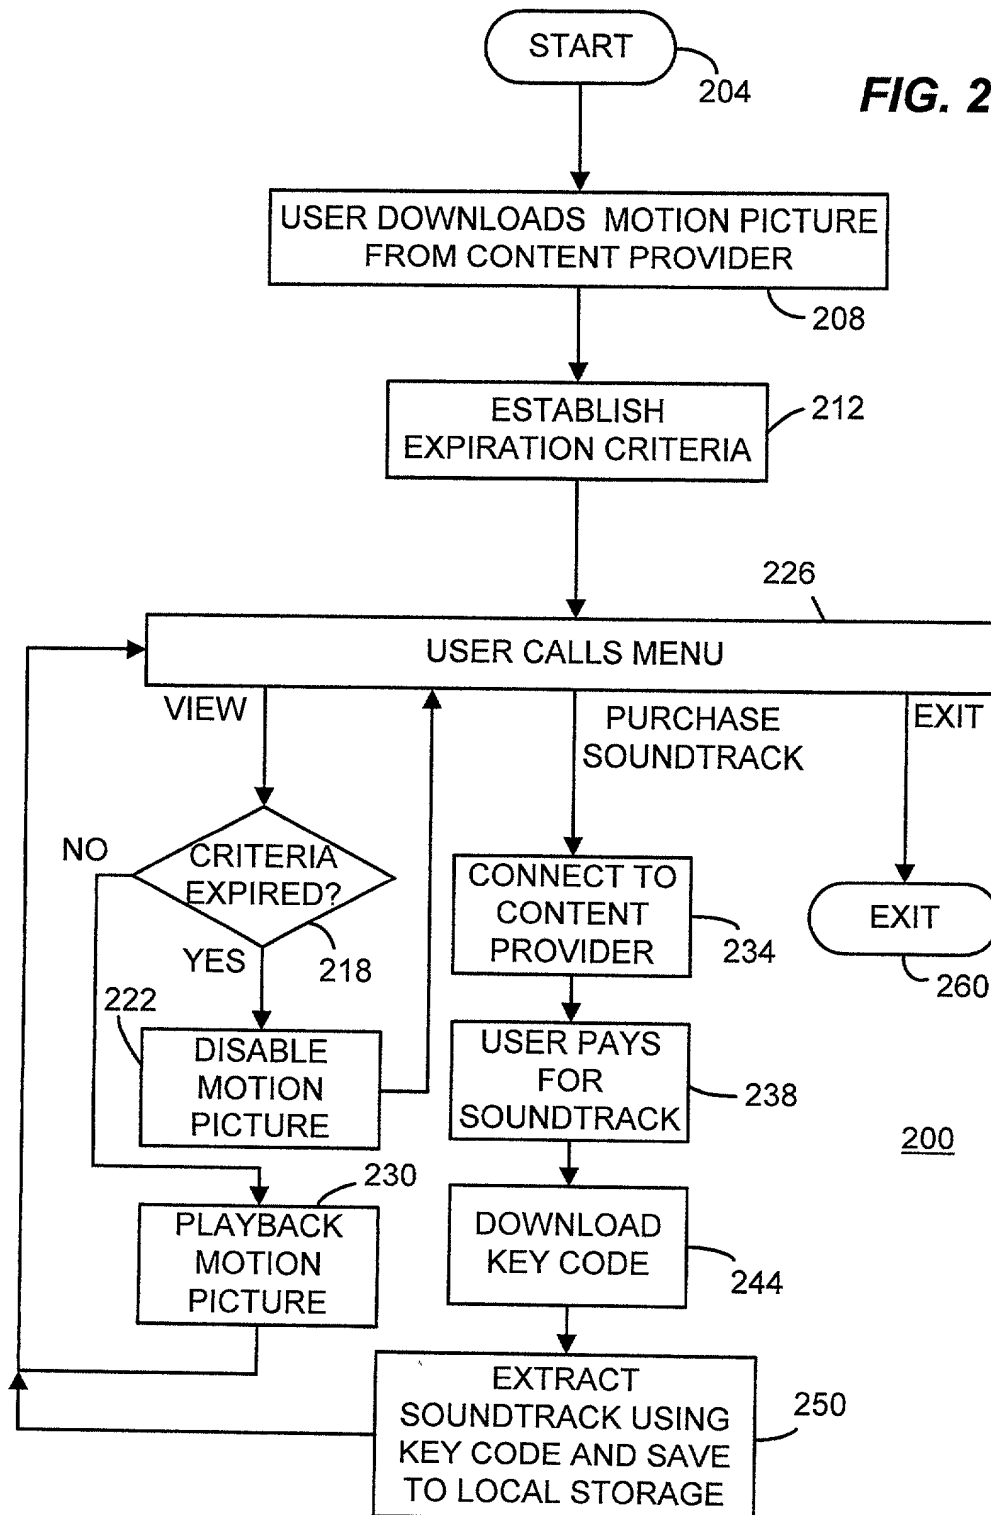 START
204
FIG. 2
USER DOWNLOADS MOTION PICTURE
FROM CONTENT PROVIDER
208
ESTABLISH
EXPIRATION CRITERIA
212
226
USER CALLS MENU
VIEW
PURCHASE
SOUNDTRACK
EXIT
NO
CRITERIA
EXPIRED?
YES
218
CONNECT TO
CONTENT
PROVIDER
234
EXIT
260
222
DISABLE
MOTION
PICTURE
USER PAYS
FOR
SOUNDTRACK
238
200
230
PLAYBACK
MOTION
PICTURE
DOWNLOAD
KEY CODE
244
EXTRACT
SOUNDTRACK USING
KEY CODE AND SAVE
TO LOCAL STORAGE
250